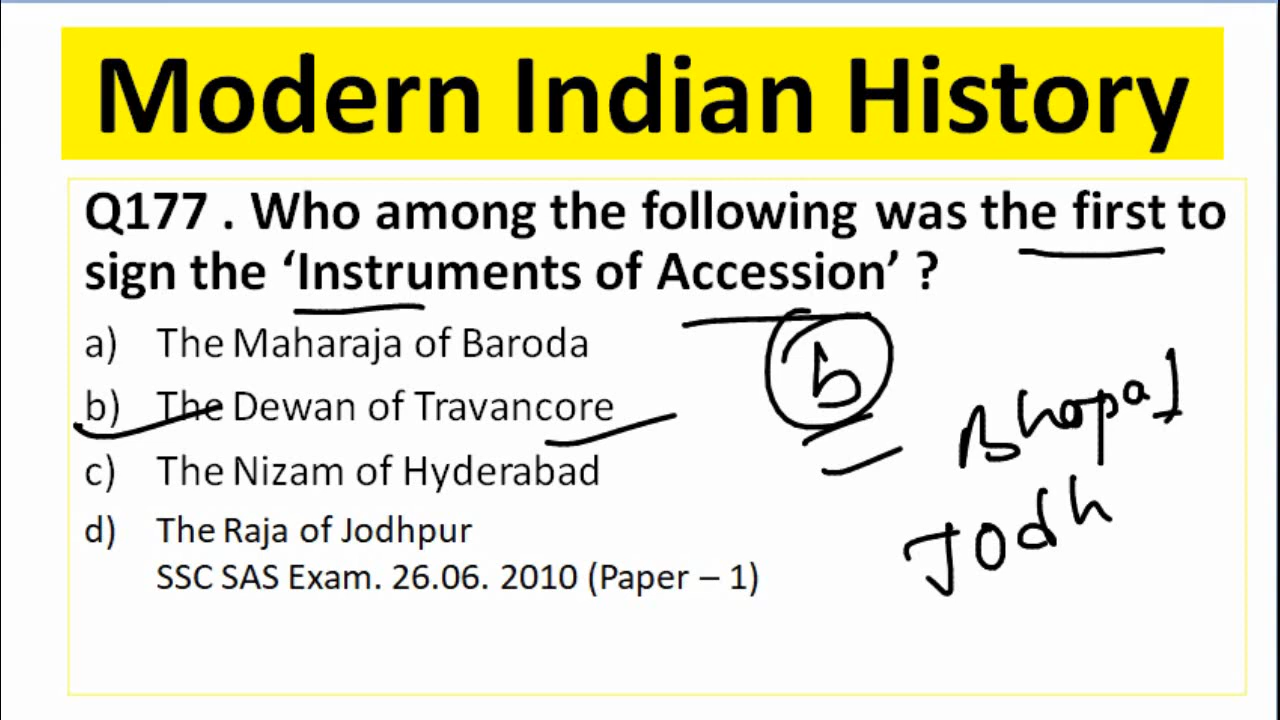 Modern Indian History
Q177 . Who among the following was the first to
sign the ‘Instruments of Accession’ ?
a) The Maharaja of Baroda
b) The Dewan of Travancore
c) The Nizam of Hyderabad
d) The Raja of Jodhpur
SSC SAS Exam. 26.06. 2010 (Paper – 1)
b
Bhopal
Jodh